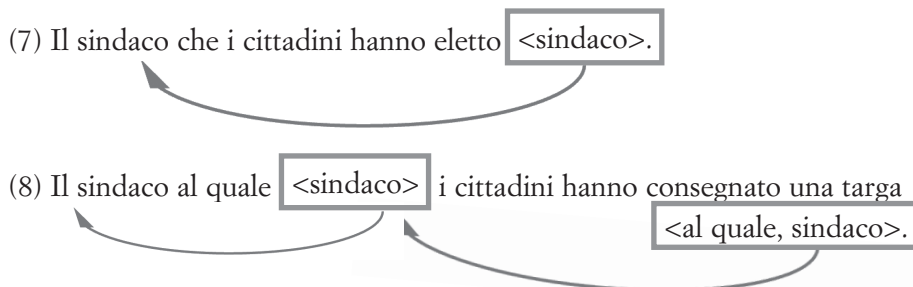 (7) Il sindaco che i cittadini hanno eletto <sindaco>.
(8) Il sindaco al quale <sindaco> i cittadini hanno consegnato una targa
<al quale, sindaco>.